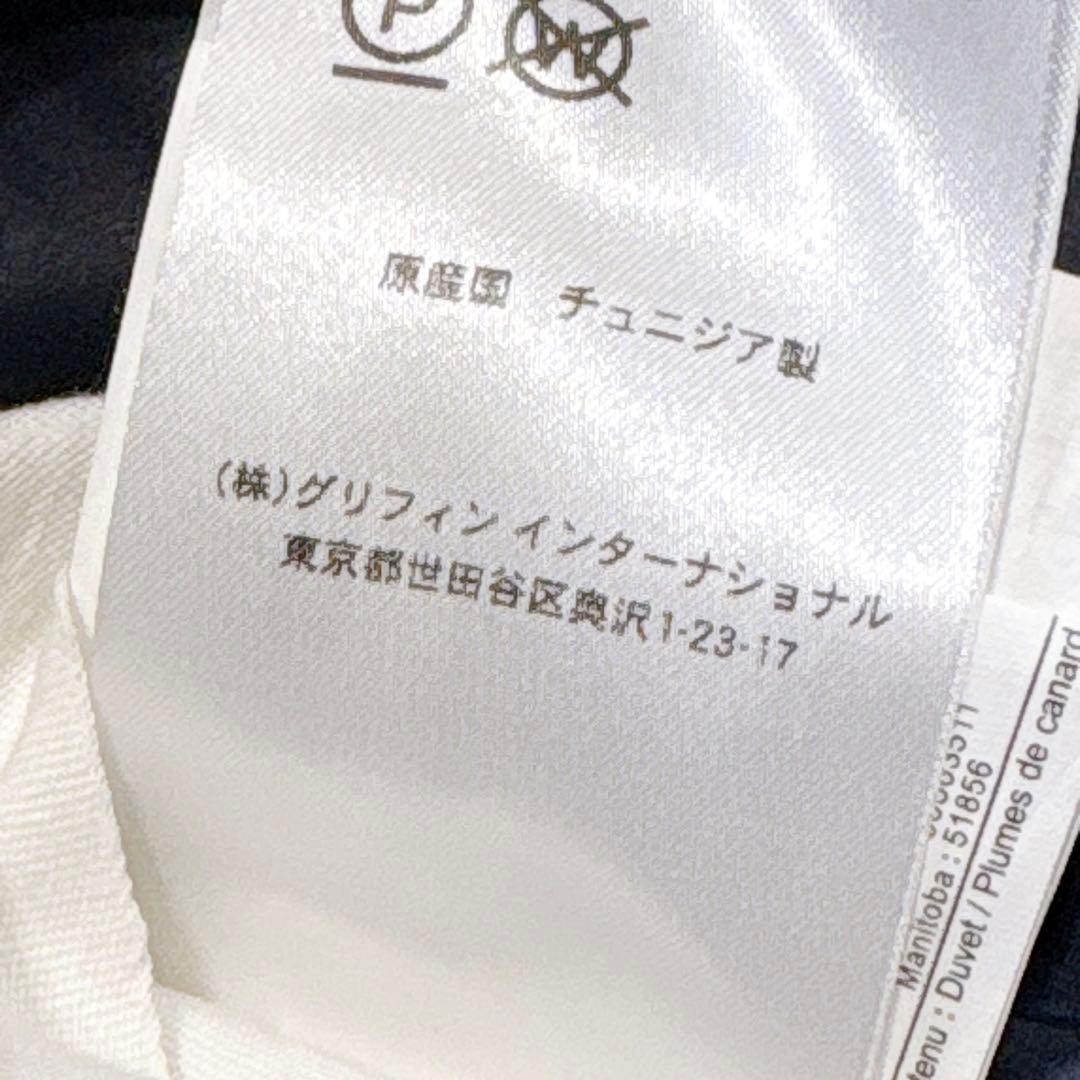 P
原産国 チュニジア製
(株)グリフィン インターナショナル
東京都世田谷区奥沢1-23-17
Manitoba : 51856
tenu : Duvet / Plumes de canard